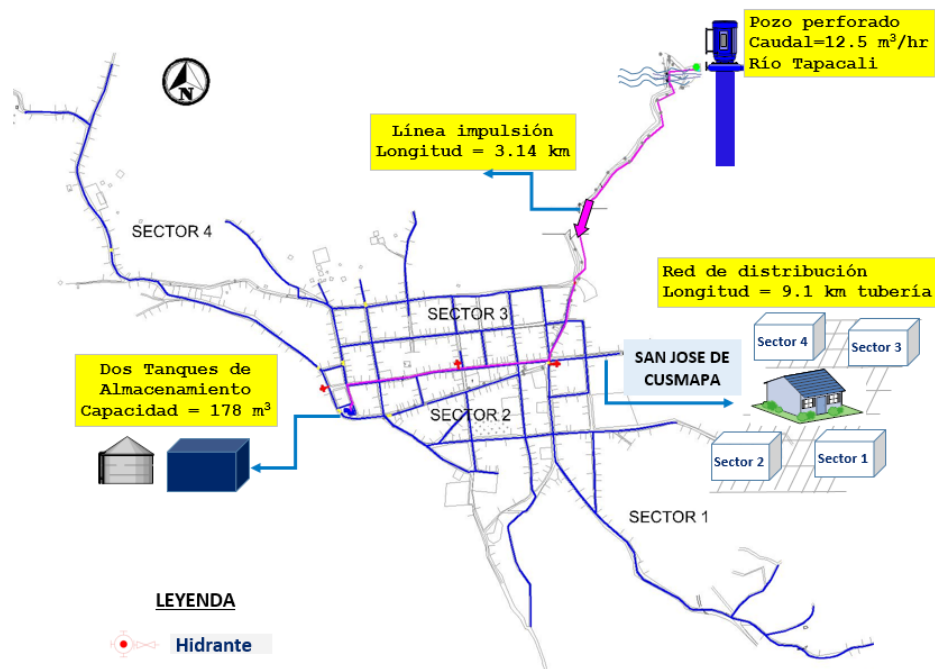 Pozo perforado
Caudal=12.5 m³/hr
Río Tapacali
N
Línea impulsión
Longitud = 3.14 km
SECTOR 4
Red de distribución
Longitud = 9.1 km tubería
SECTOR 3
Sector 4
Sector 3
SAN JOSE DE
CUSMAPA
Dos Tanques de
Almacenamiento
Capacidad = 178 m³
SECTOR 2
Sector 2
Sector 1
SECTOR 1
LEYENDA
Hidrante